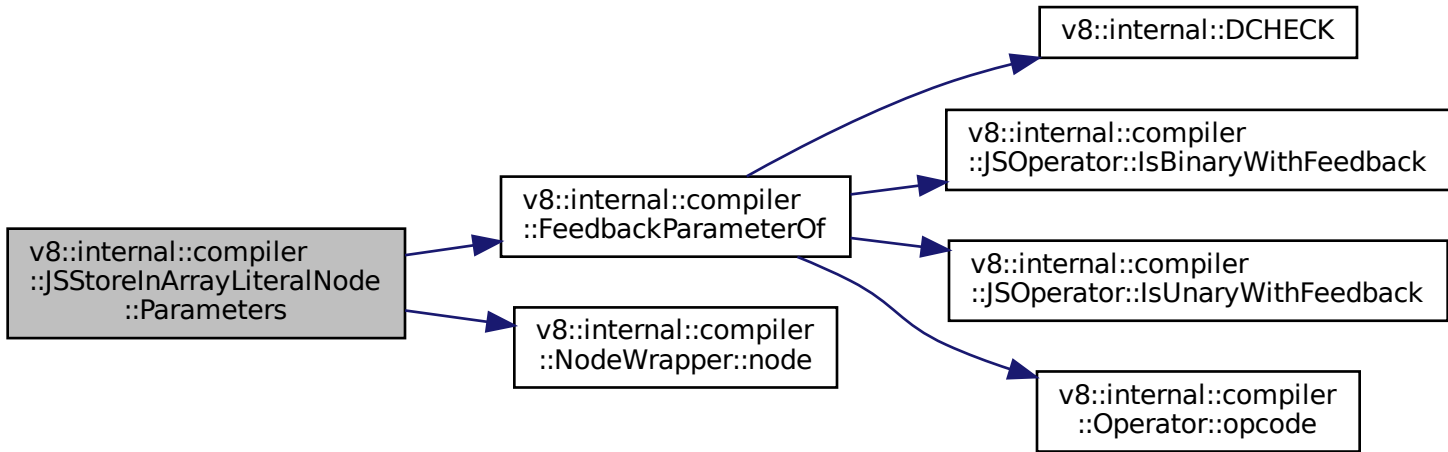 v8::internal::compiler
::JSStoreInArrayLiteralNode
::Parameters
v8::internal::compiler
::FeedbackParameterOf
v8::internal::compiler
::NodeWrapper::node
v8::internal::DCHECK
v8::internal::compiler
::JSOperator::IsBinaryWithFeedback
v8::internal::compiler
::JSOperator::IsUnaryWithFeedback
v8::internal::compiler
::Operator::opcode